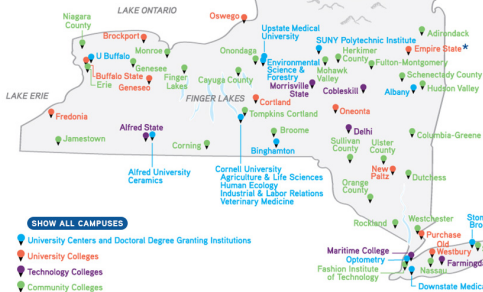 LAKE ONTARIO
Niagara
County
Oswego
Brockport
Upstate Medical
University
Adirondack
SUNY Polytechnic Institute
Monroe
Onondaga
U Buffalo
Herkimer
County
Empire State*
Genesee
Environmental
Science &
Forestry
Fulton-Montgomery
Buffalo State
Erie
Geneseo
Finger
Lakes
Cayuga County
Mohawk
Valley
Schenectady County
Morrisville
State
Cobleskill
Albany
Hudson Valley
LAKE ERIE
FINGER LAKES
Cortland
Fredonia
Tompkins Cortland
Oneonta
Alfred State
Broome
Delhi
Columbia-Greene
Jamestown
Corning
Binghamton
Sullivan
County
Ulster
County
Alfred University
Ceramics
Cornell University
Agriculture & Life Sciences
Human Ecology
Industrial & Labor Relations
Veterinary Medicine
New
Paltz
Dutchess
Orange
County
SHOW ALL CAMPUSES
Rockland
Westchester
University Centers and Doctoral Degree Granting Institutions
Purchase
Old
Westbury
University Colleges
Maritime College
Optometry
Farmingda
Technology Colleges
Fashion Institute
of Technology
Nassau
Community Colleges
Downstate Medica